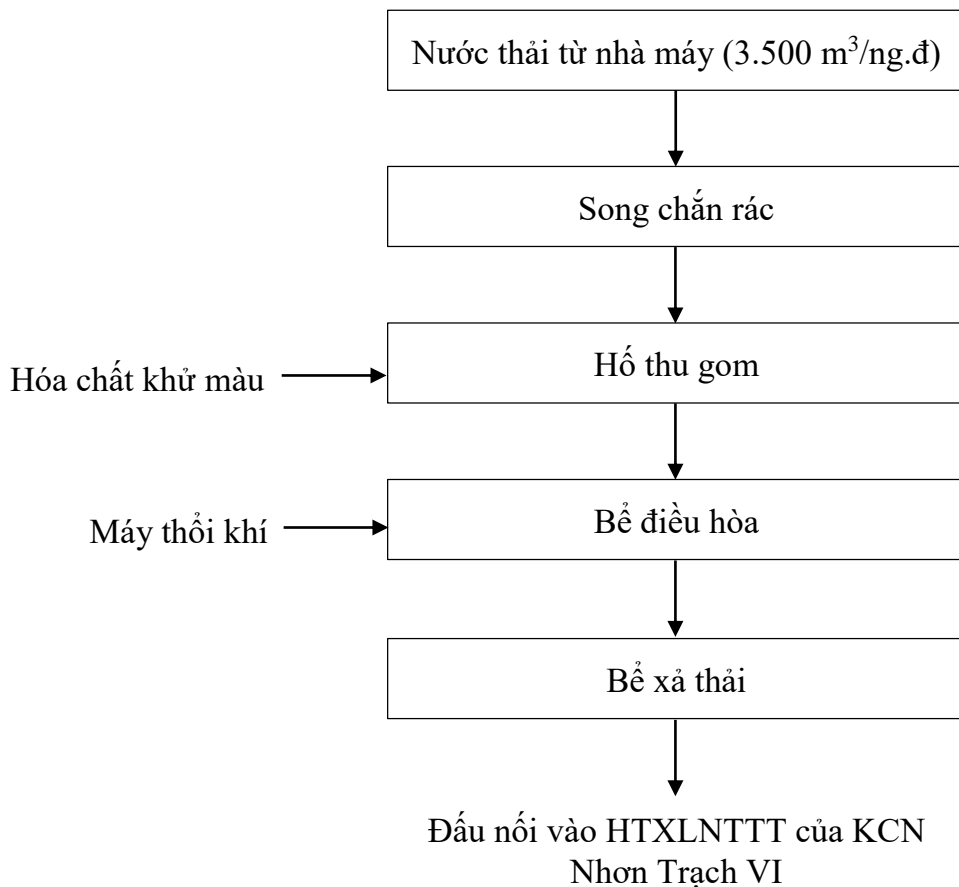 Nước thải từ nhà máy (3.500 m³/ng.đ)
Song chắn rác
Hóa chất khử màu
Hố thu gom
Máy thổi khí
Bể điều hòa
Bể xả thải
Đấu nối vào HTXLNTTT của KCN
Nhơn Trạch VI